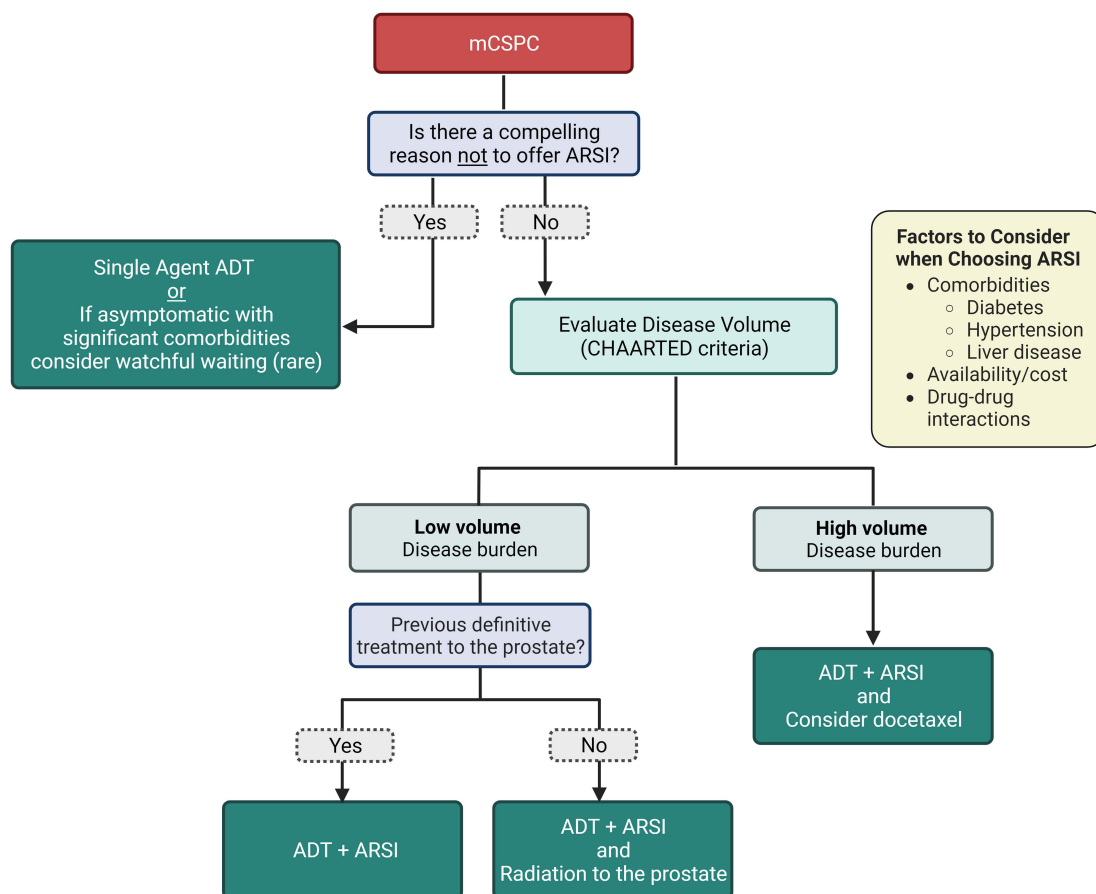 mCSPC
Is there a compelling
reason not to offer ARSI?
Yes
No
Single Agent ADT
or
If asymptomatic with
significant comorbidities
consider watchful waiting (rare)
Evaluate Disease Volume
(CHAARTED criteria)
Factors to Consider
when Choosing ARSI
• Comorbidities
○ Diabetes
○ Hypertension
○ Liver disease
• Availability/cost
• Drug-drug
interactions
Low volume
Disease burden
High volume
Disease burden
Previous definitive
treatment to the prostate?
ADT + ARSI
and
Consider docetaxel
Yes
No
ADT + ARSI
ADT + ARSI
and
Radiation to the prostate